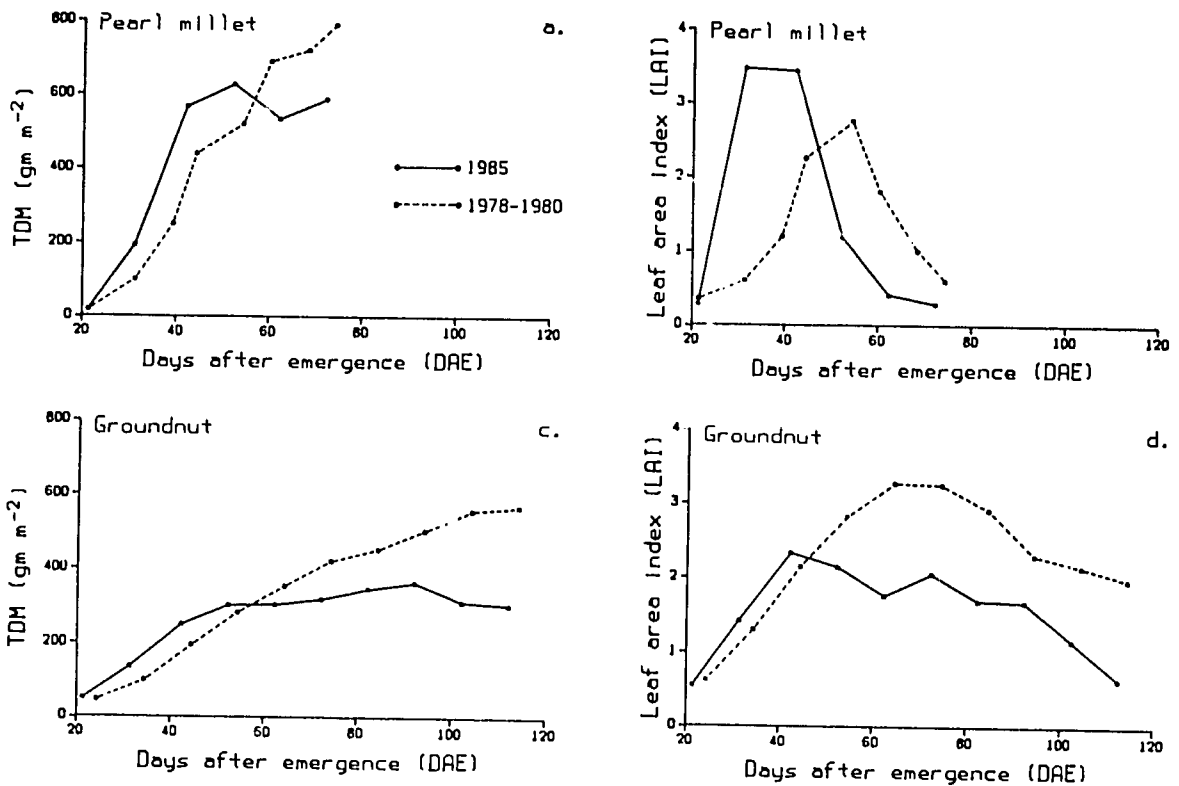 Pearl millet
a.
800
600
400
200
0
TDM (gm m⁻²)
1985
1978-1980
20 40 60 80 100 120
Days after emergence (DAE)
Pearl millet
4
3
2
1
0
Leaf area index (LAI)
20 40 60 80 100 120
Days after emergence (DAE)
Groundnut
c.
800
600
400
200
0
TDM (gm m⁻²)
20 40 60 80 100 120
Days after emergence (DAE)
Groundnut
d.
4
3
2
1
0
Leaf area index (LAI)
20 40 60 80 100 120
Days after emergence (DAE)